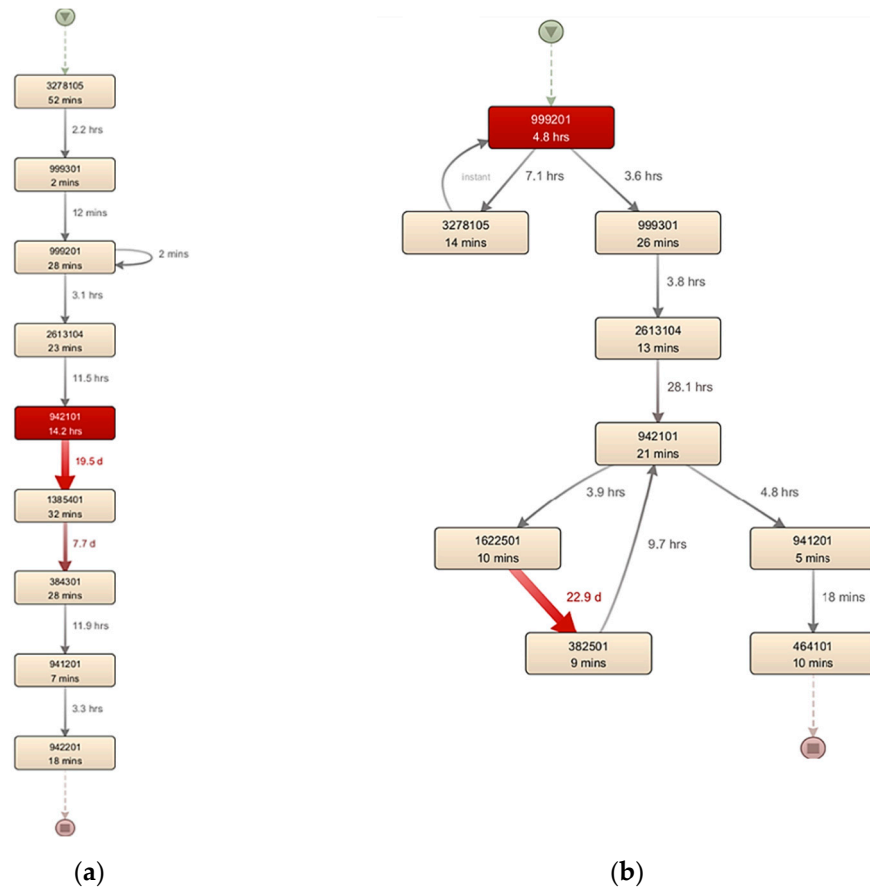 3278105
52 mins
2.2 hrs
999301
2 mins
12 mins
999201
28 mins
2 mins
3.1 hrs
2613104
23 mins
11.5 hrs
942101
14.2 hrs
19.5 d
1385401
32 mins
7.7 d
384301
28 mins
11.9 hrs
941201
7 mins
3.3 hrs
942201
18 mins
(a)
999201
4.8 hrs
instant
7.1 hrs
3.6 hrs
3278105
14 mins
999301
26 mins
3.8 hrs
2613104
13 mins
28.1 hrs
942101
21 mins
3.9 hrs
4.8 hrs
1622501
10 mins
9.7 hrs
941201
5 mins
22.9 d
18 mins
382501
9 mins
464101
10 mins
(b)